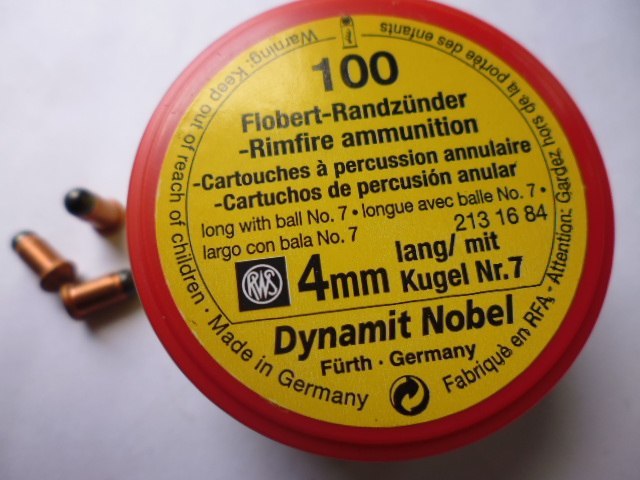 100
Flobert-Randzünder
-Rimfire ammunition
-Cartouches à percussion annulaire
-Cartuchos de percusión anular
long with ball No. 7 • longue avec balle No. 7 •
largo con bala No. 7
213 16 84
RWS
4mm
lang/ mit
Kugel Nr.7
Dynamit Nobel
Fürth · Germany
Warning: Keep out of reach of children · Made in Germany
Fabriqué en RFA · Attention: Gardez hors de la portée des enfants